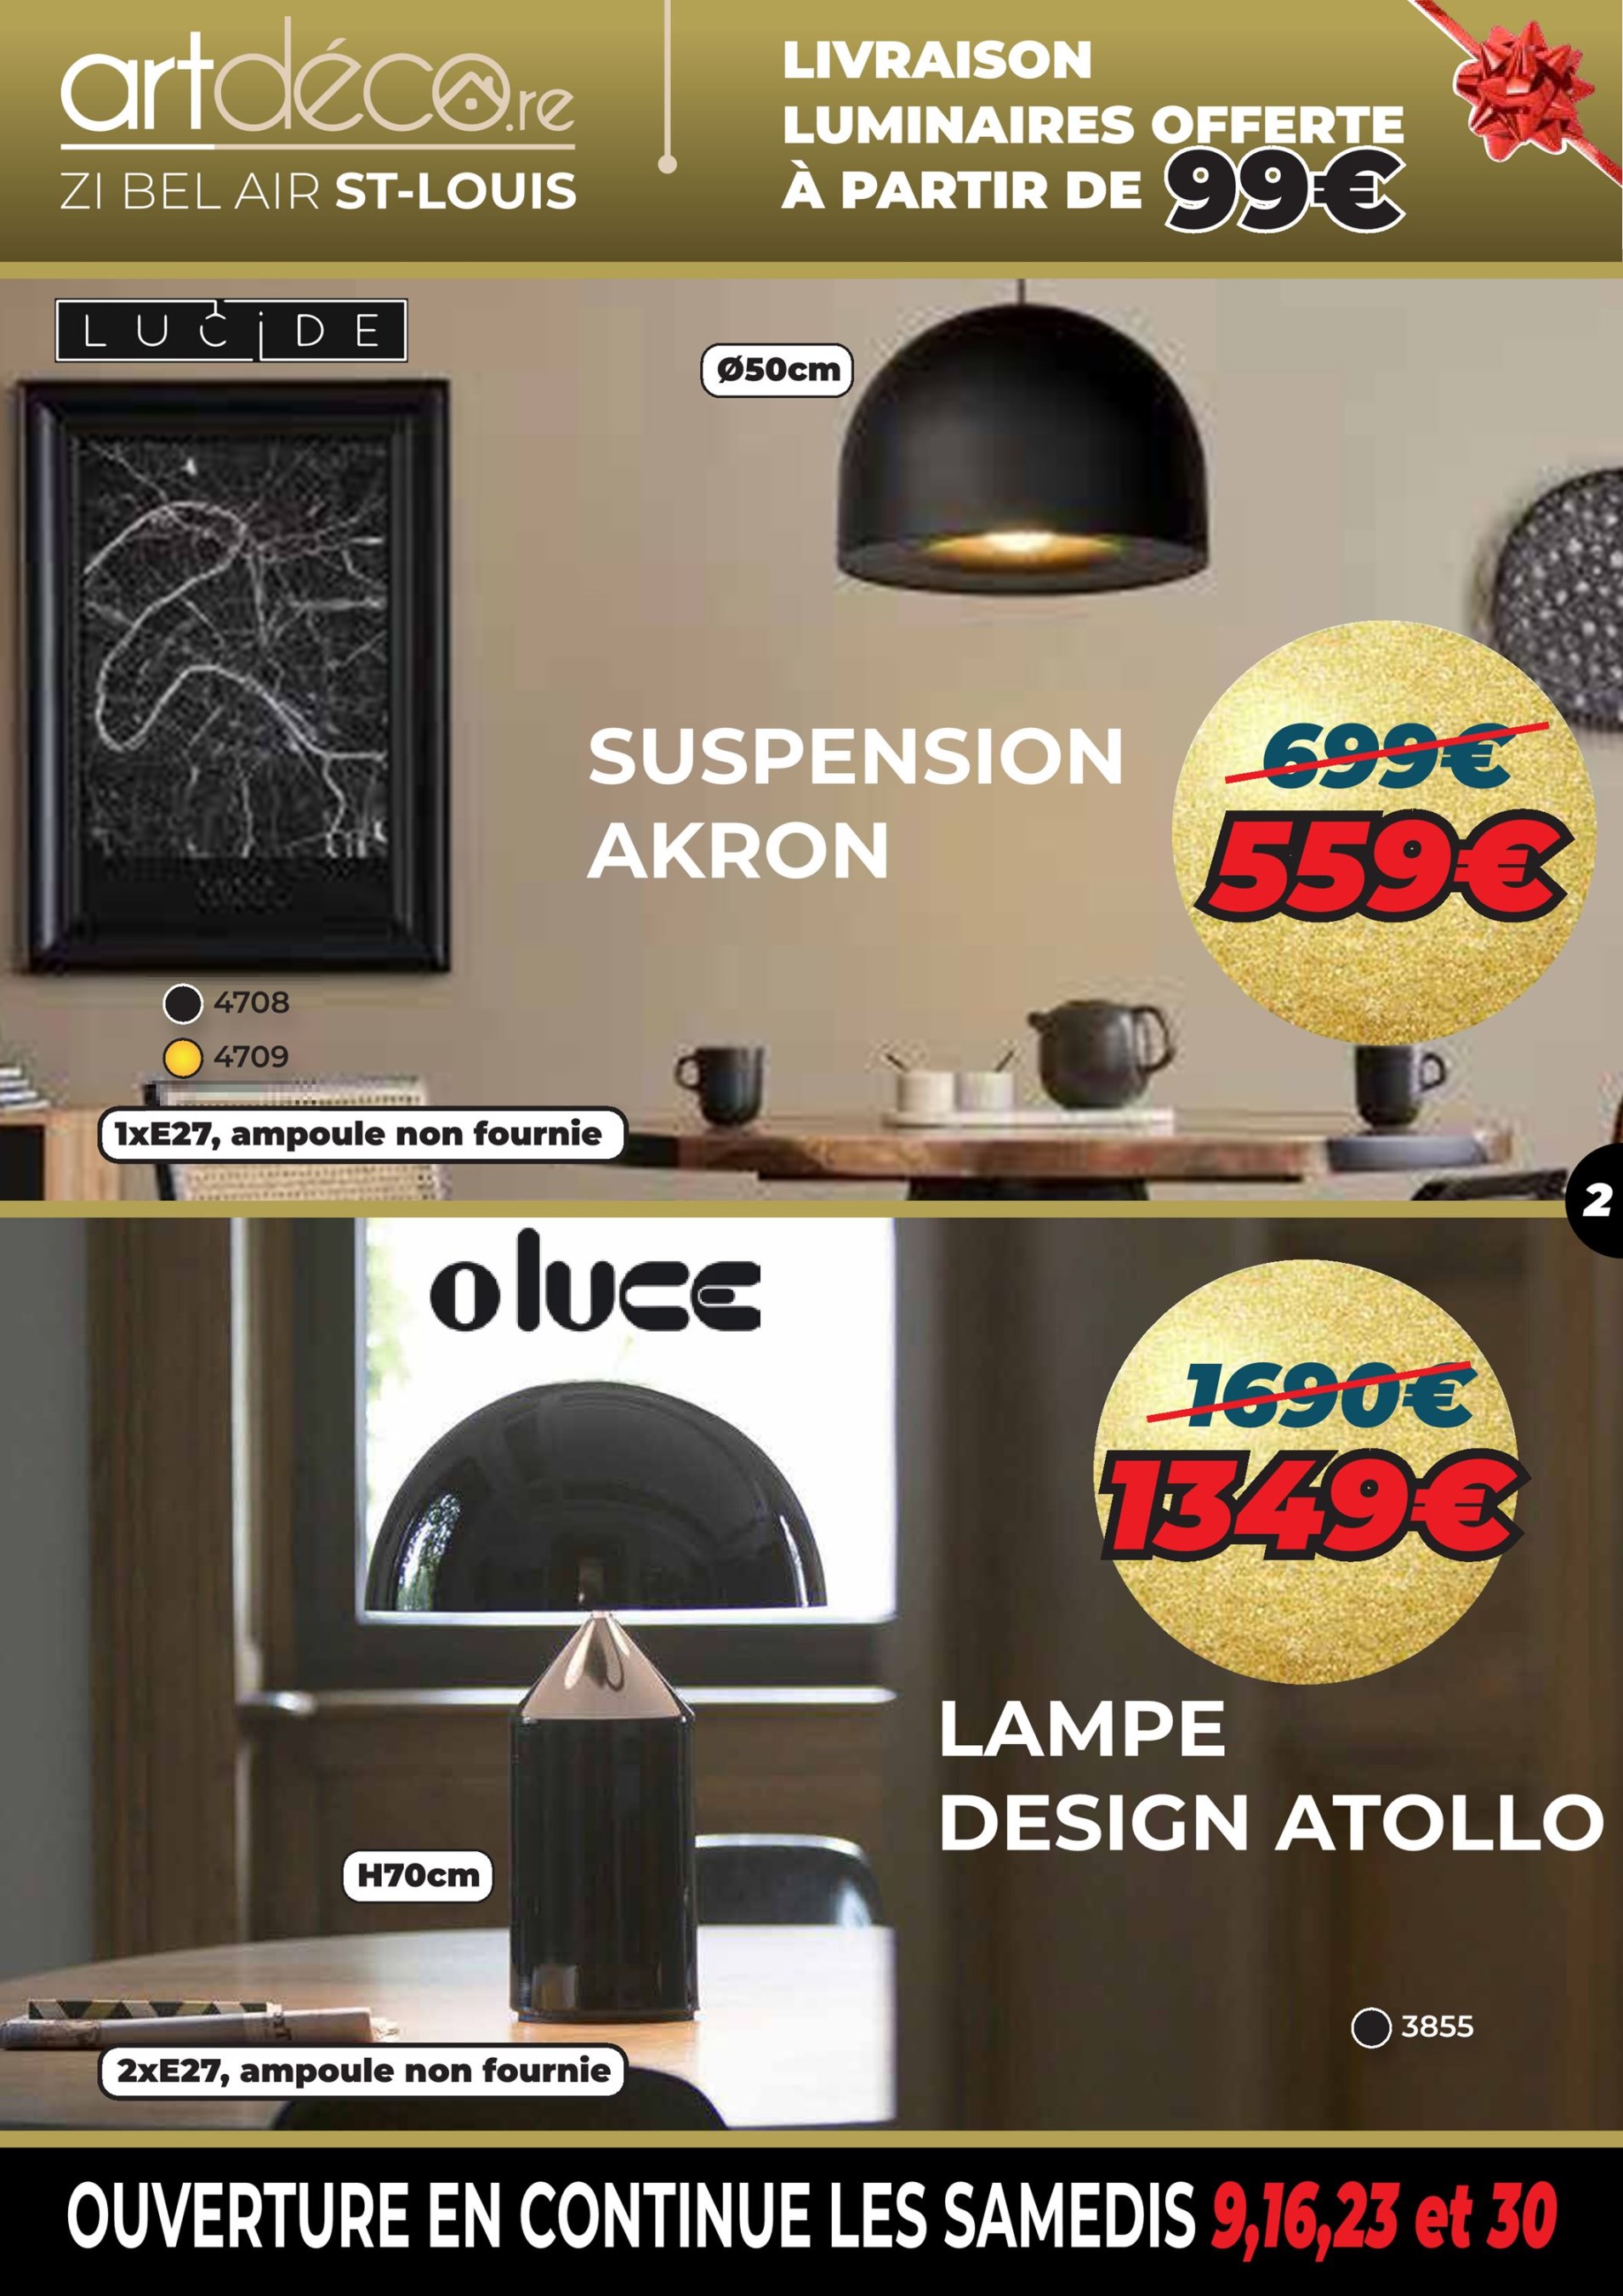 artdéco.re
ZI BEL AIR ST-LOUIS
LIVRAISON
LUMINAIRES OFFERTE
À PARTIR DE 99€
LUCIDE
Ø50cm
SUSPENSION
AKRON
699€
559€
4708
4709
1xE27, ampoule non fournie
2
oluce
1690€
1349€
LAMPE
DESIGN ATOLLO
H70cm
3855
2xE27, ampoule non fournie
OUVERTURE EN CONTINUE LES SAMEDIS 9,16,23 et 30